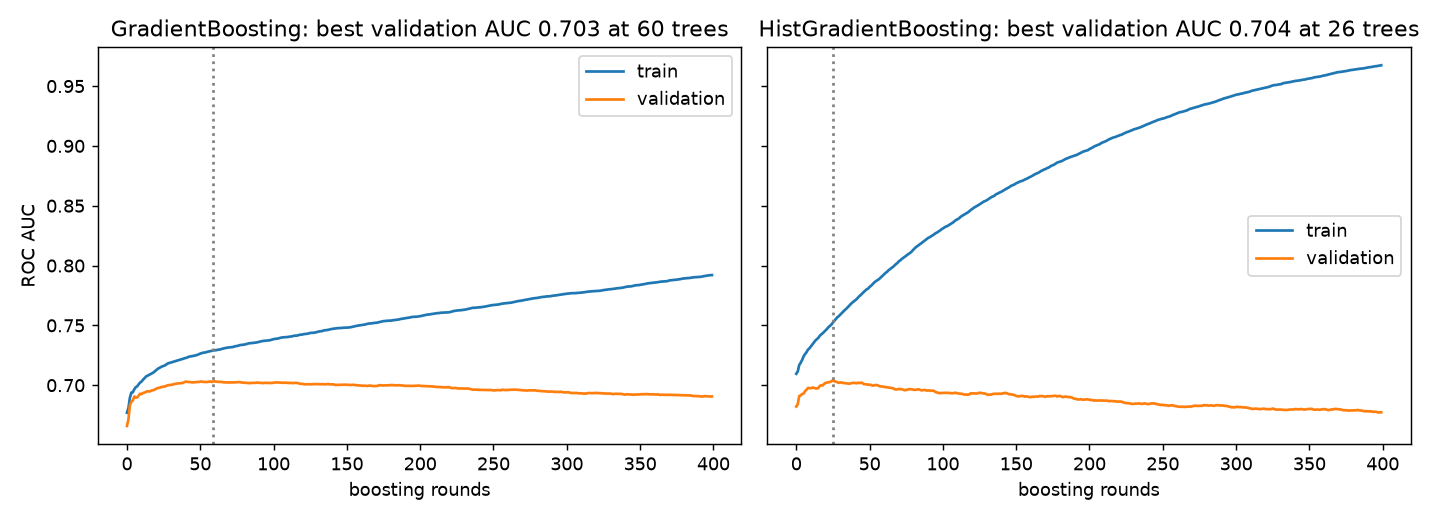 GradientBoosting: best validation AUC 0.703 at 60 trees
train
validation
0.95
0.90
0.85
0.80
0.75
0.70
ROC AUC
0 50 100 150 200 250 300 350 400
boosting rounds
HistGradientBoosting: best validation AUC 0.704 at 26 trees
train
validation
0 50 100 150 200 250 300 350 400
boosting rounds